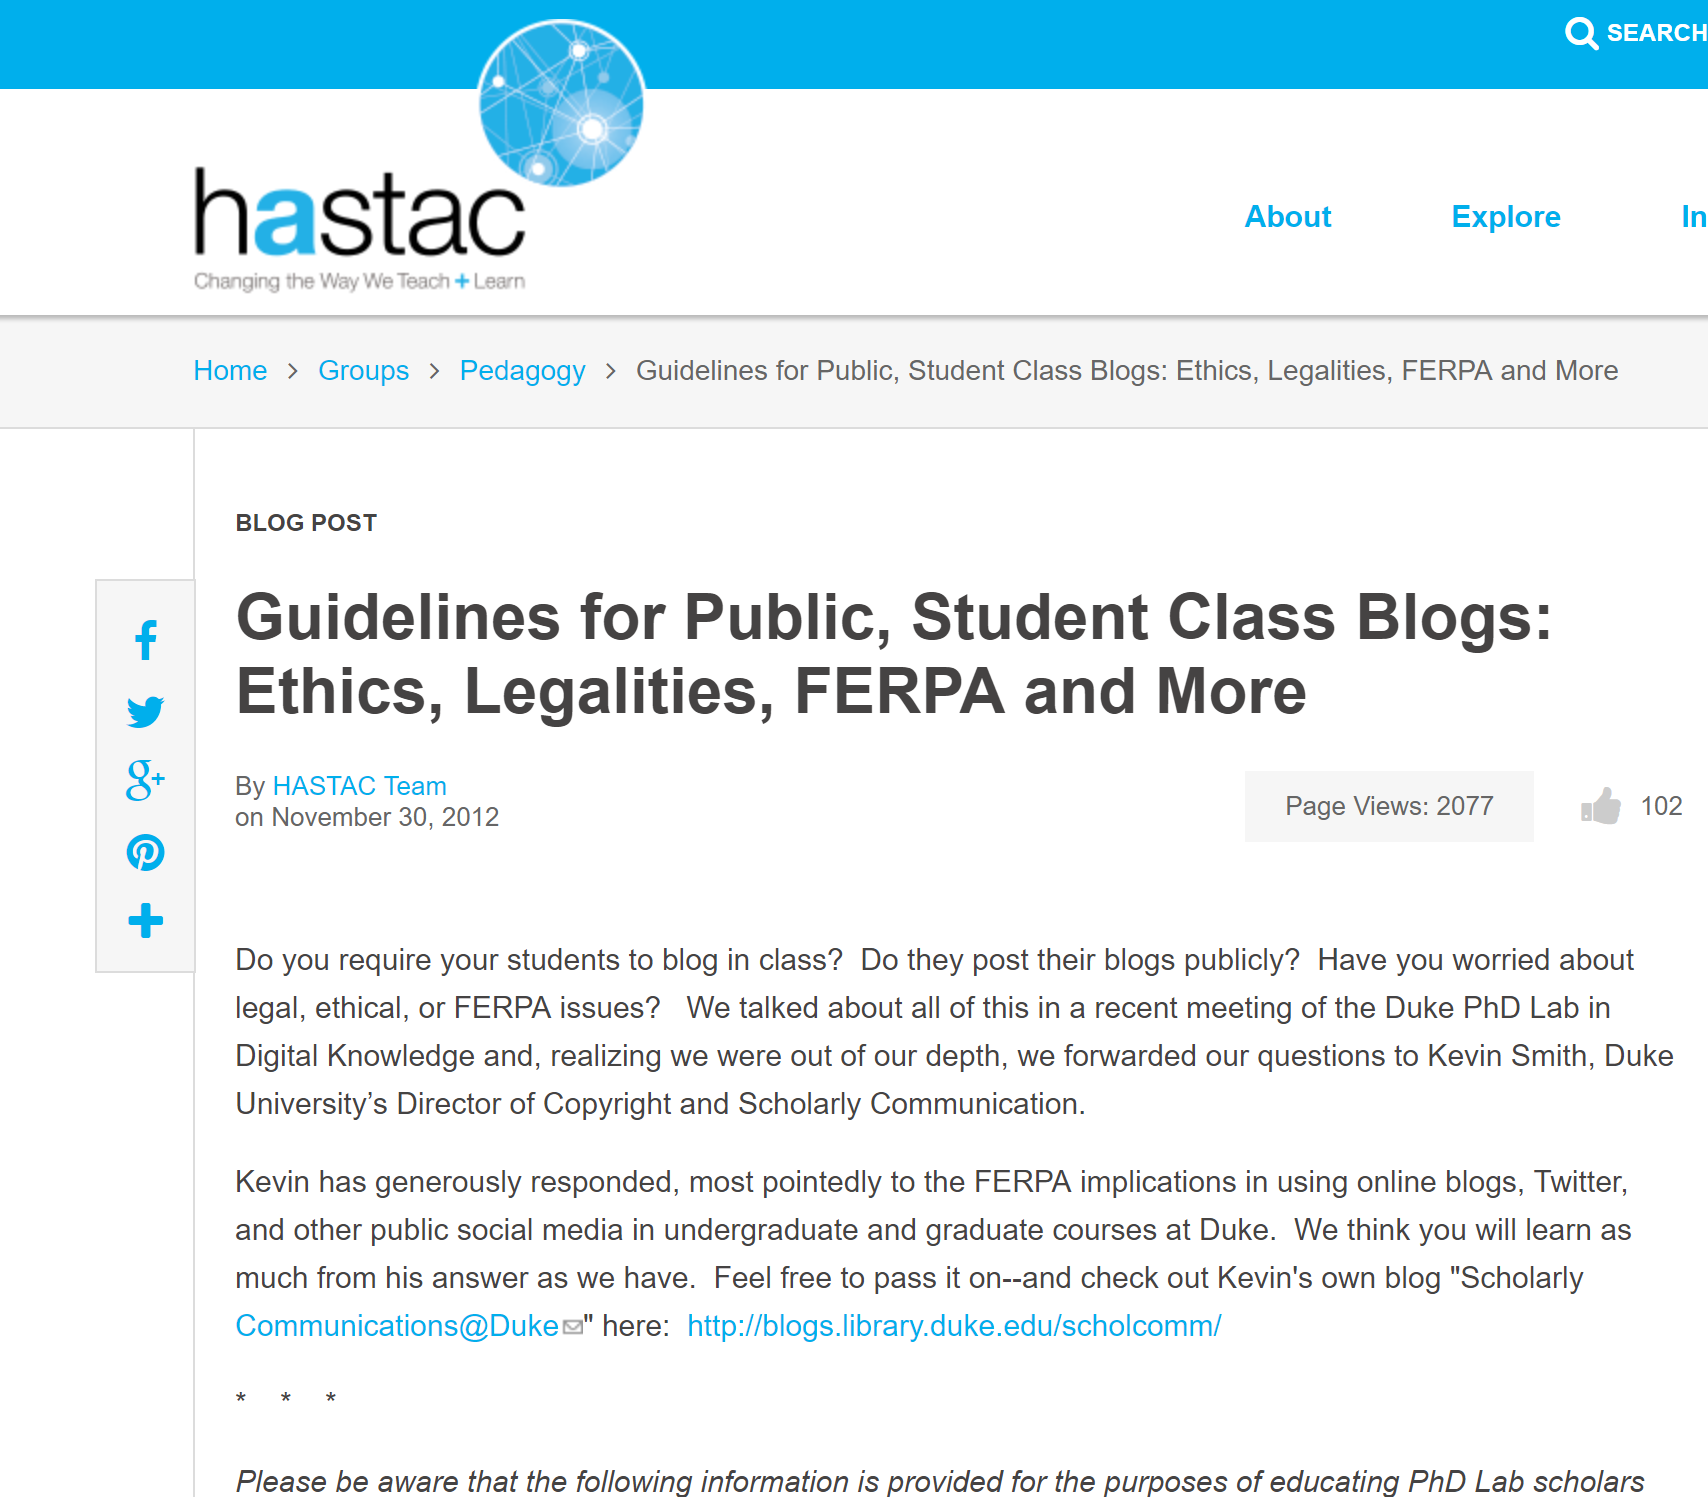 SEARCH
hastac
Changing the Way We Teach + Learn
About Explore In
Home > Groups > Pedagogy > Guidelines for Public, Student Class Blogs: Ethics, Legalities, FERPA and More
BLOG POST
Guidelines for Public, Student Class Blogs:
Ethics, Legalities, FERPA and More
By HASTAC Team
on November 30, 2012
Page Views: 2077
102
Do you require your students to blog in class?  Do they post their blogs publicly?  Have you worried about
legal, ethical, or FERPA issues?   We talked about all of this in a recent meeting of the Duke PhD Lab in
Digital Knowledge and, realizing we were out of our depth, we forwarded our questions to Kevin Smith, Duke
University’s Director of Copyright and Scholarly Communication.
Kevin has generously responded, most pointedly to the FERPA implications in using online blogs, Twitter,
and other public social media in undergraduate and graduate courses at Duke.  We think you will learn as
much from his answer as we have.  Feel free to pass it on--and check out Kevin's own blog "Scholarly
Communications@Duke" here:  http://blogs.library.duke.edu/scholcomm/
* * *
Please be aware that the following information is provided for the purposes of educating PhD Lab scholars